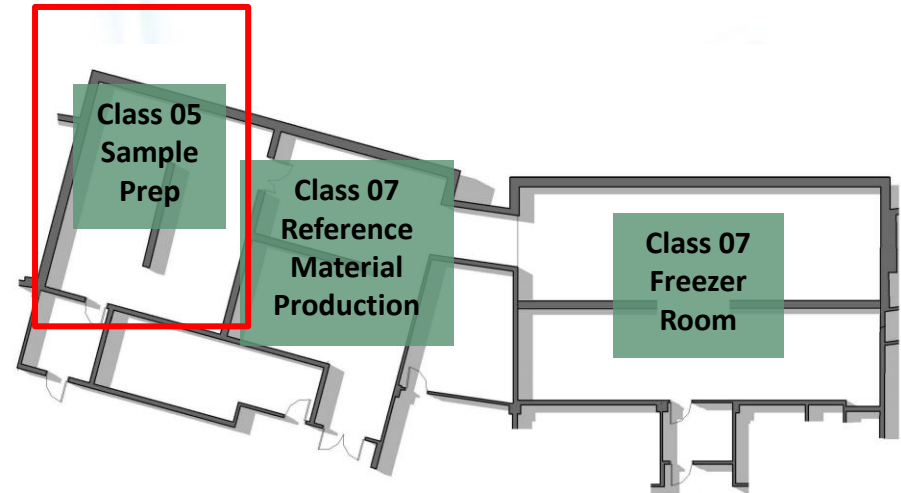 Class 05
Sample
Prep
Class 07
Reference
Material
Production
Class 07
Freezer
Room